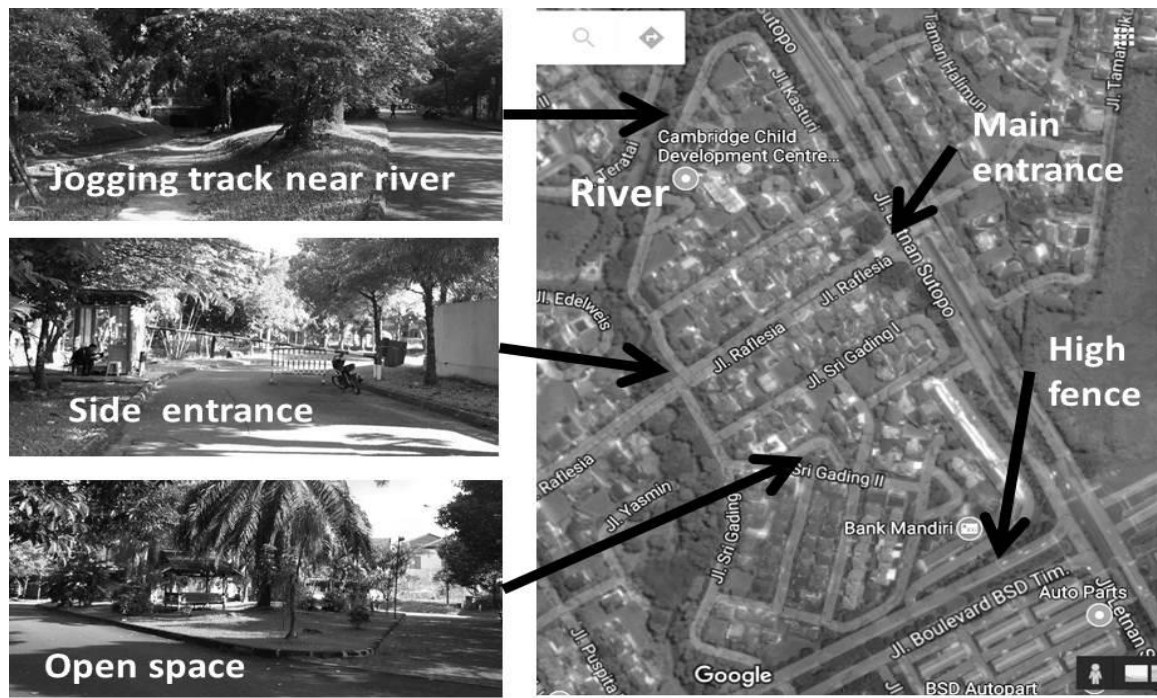 Jogging track near river
Side entrance
Open space
Sutopo
Taman Halimun
Jl. Kasturi
Main
entrance
Cambridge Child
Development Centre...
River
Jl. Edelweis
Jl. Raflesia
Jl. Raflesia
Jl. Letnan Sutopo
Jl. Sri Gading I
High
fence
Raflesia
Sri Gading II
Jl. Yasmin
Jl. Sri Gading
Bank Mandiri
Jl. Boulevard BSD Tim.
Auto Parts
Google
BSD Autopart